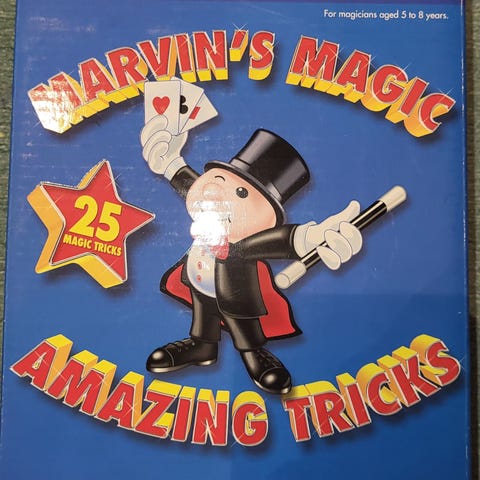 For magicians aged 5 to 8 years.
MARVIN'S MAGIC
25
MAGIC TRICKS
AMAZING TRICKS